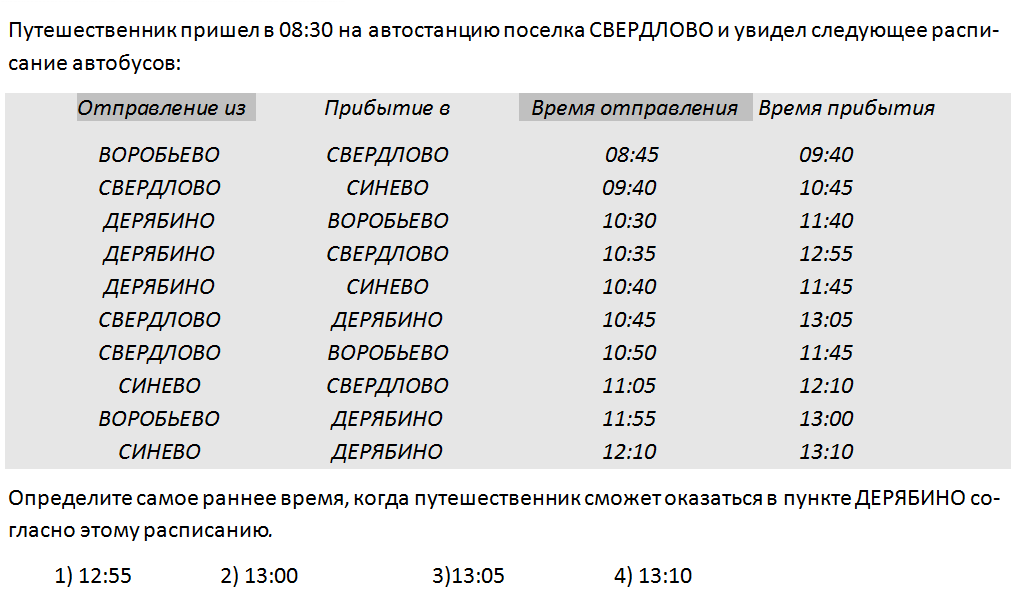 Путешественник пришел в 08:30 на автостанцию поселка СВЕРДЛОВО и увидел следующее распи-
сание автобусов:
Отправление из Прибытие в Время отправления Время прибытия
ВОРОБЬЕВО СВЕРДЛОВО 08:45 09:40
СВЕРДЛОВО СИНЕВО 09:40 10:45
ДЕРЯБИНО ВОРОБЬЕВО 10:30 11:40
ДЕРЯБИНО СВЕРДЛОВО 10:35 12:55
ДЕРЯБИНО СИНЕВО 10:40 11:45
СВЕРДЛОВО ДЕРЯБИНО 10:45 13:05
СВЕРДЛОВО ВОРОБЬЕВО 10:50 11:45
СИНЕВО СВЕРДЛОВО 11:05 12:10
ВОРОБЬЕВО ДЕРЯБИНО 11:55 13:00
СИНЕВО ДЕРЯБИНО 12:10 13:10
Определите самое раннее время, когда путешественник сможет оказаться в пункте ДЕРЯБИНО со-
гласно этому расписанию.
1) 12:55 2) 13:00 3)13:05 4) 13:10